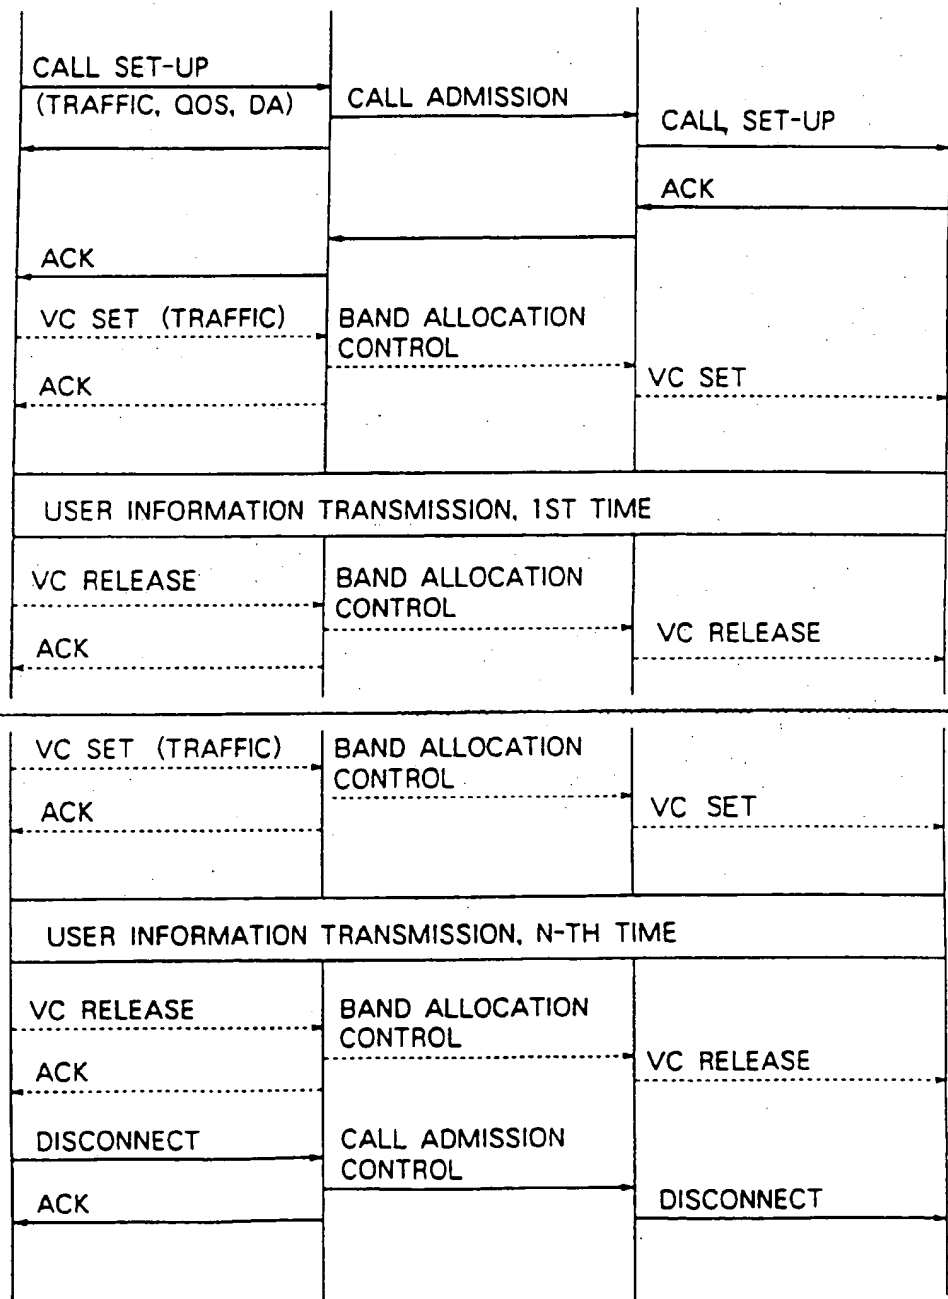 CALL SET-UP
(TRAFFIC, QOS, DA)
CALL ADMISSION
CALL SET-UP
ACK
ACK
VC SET (TRAFFIC)
BAND ALLOCATION
CONTROL
ACK
VC SET
USER INFORMATION TRANSMISSION, 1ST TIME
VC RELEASE
BAND ALLOCATION
CONTROL
ACK
VC RELEASE
VC SET (TRAFFIC)
BAND ALLOCATION
CONTROL
ACK
VC SET
USER INFORMATION TRANSMISSION, N-TH TIME
VC RELEASE
BAND ALLOCATION
CONTROL
ACK
VC RELEASE
DISCONNECT
CALL ADMISSION
CONTROL
ACK
DISCONNECT